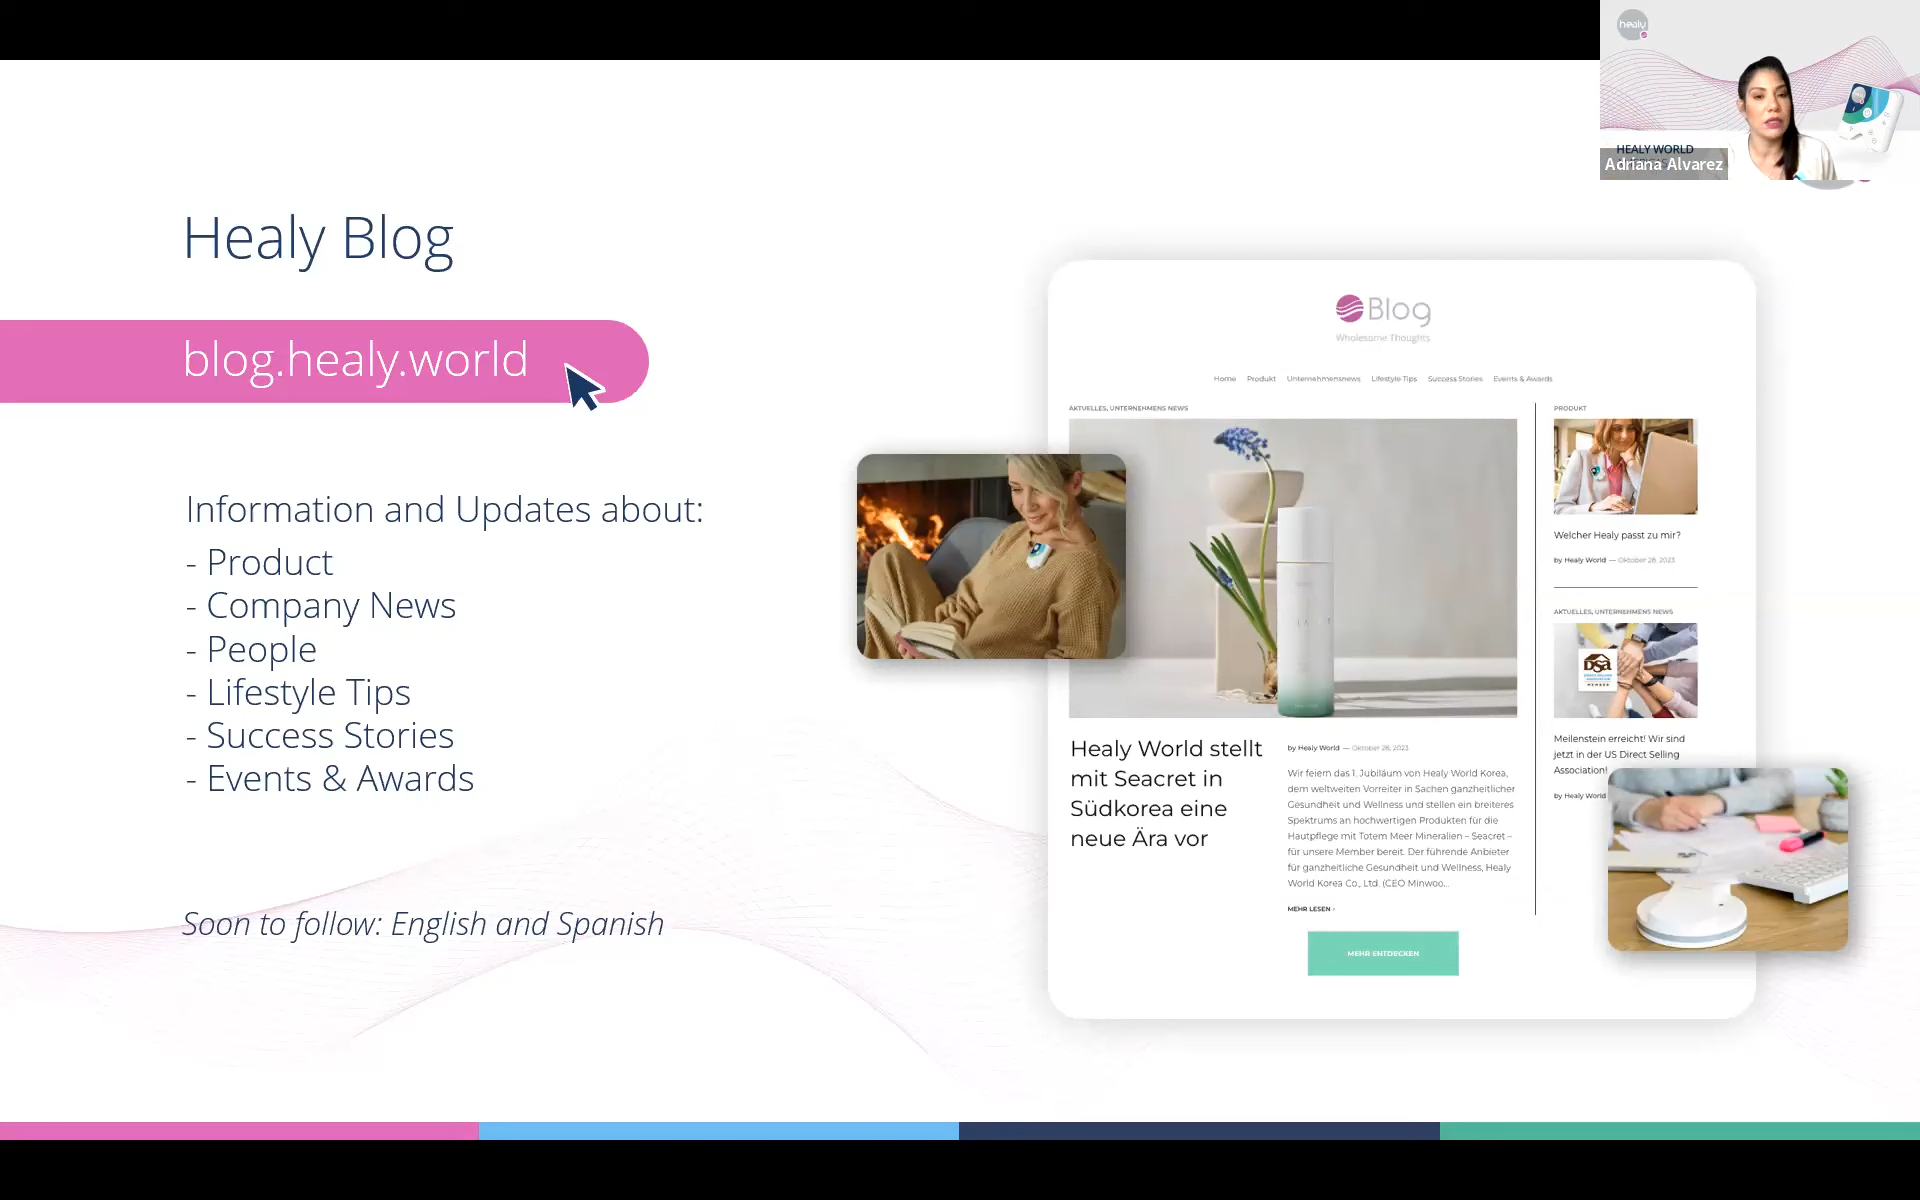 healy
HEALY WORLD
Adriana Alvarez
Healy Blog
blog.healy.world
Information and Updates about:
- Product
- Company News
- People
- Lifestyle Tips
- Success Stories
- Events & Awards
Soon to follow: English and Spanish
Blog
Wholesome Thoughts
Home Produkt Unternehmensnews Lifestyle Tips Success Stories Events & Awards
AKTUELLES, UNTERNEHMENS NEWS
Healy World stellt
mit Seacret in
Südkorea eine
neue Ära vor
by Healy World — Oktober 28, 2023
Wir feiern das 1. Jubiläum von Healy World Korea,
dem weltweiten Vorreiter in Sachen ganzheitlicher
Gesundheit und Wellness und stellen ein breiteres
Spektrums an hochwertigen Produkten für die
Hautpflege mit Totem Meer Mineralien – Seacret –
für unsere Member bereit. Der führende Anbieter
für ganzheitliche Gesundheit und Wellness, Healy
World Korea Co., Ltd. (CEO Minwoo...
MEHR LESEN ›
MEHR ENTDECKEN
PRODUKT
Welcher Healy passt zu mir?
by Healy World — Oktober 28, 2023
AKTUELLES, UNTERNEHMENS NEWS
DSA
MEMBER
Meilenstein erreicht! Wir sind
jetzt in der US Direct Selling
Association!
by Healy World